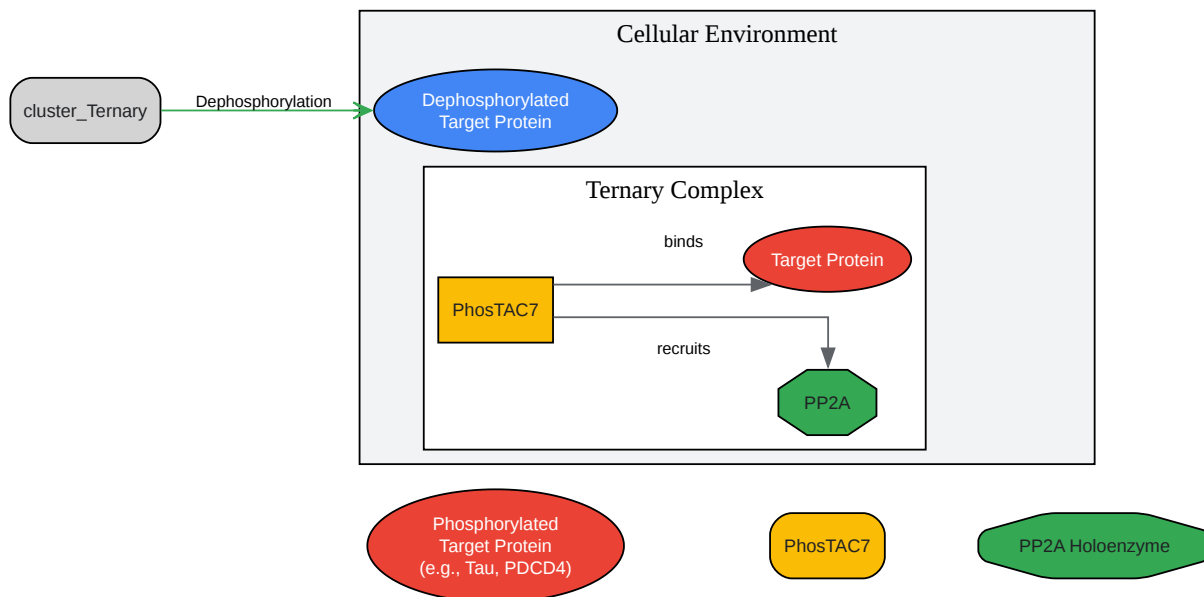 Cellular Environment
cluster_Ternary
Dephosphorylation
Dephosphorylated
Target Protein
Ternary Complex
binds
Target Protein
PhosTAC7
recruits
PP2A
Phosphorylated
Target Protein
(e.g., Tau, PDCD4)
PhosTAC7
PP2A Holoenzyme